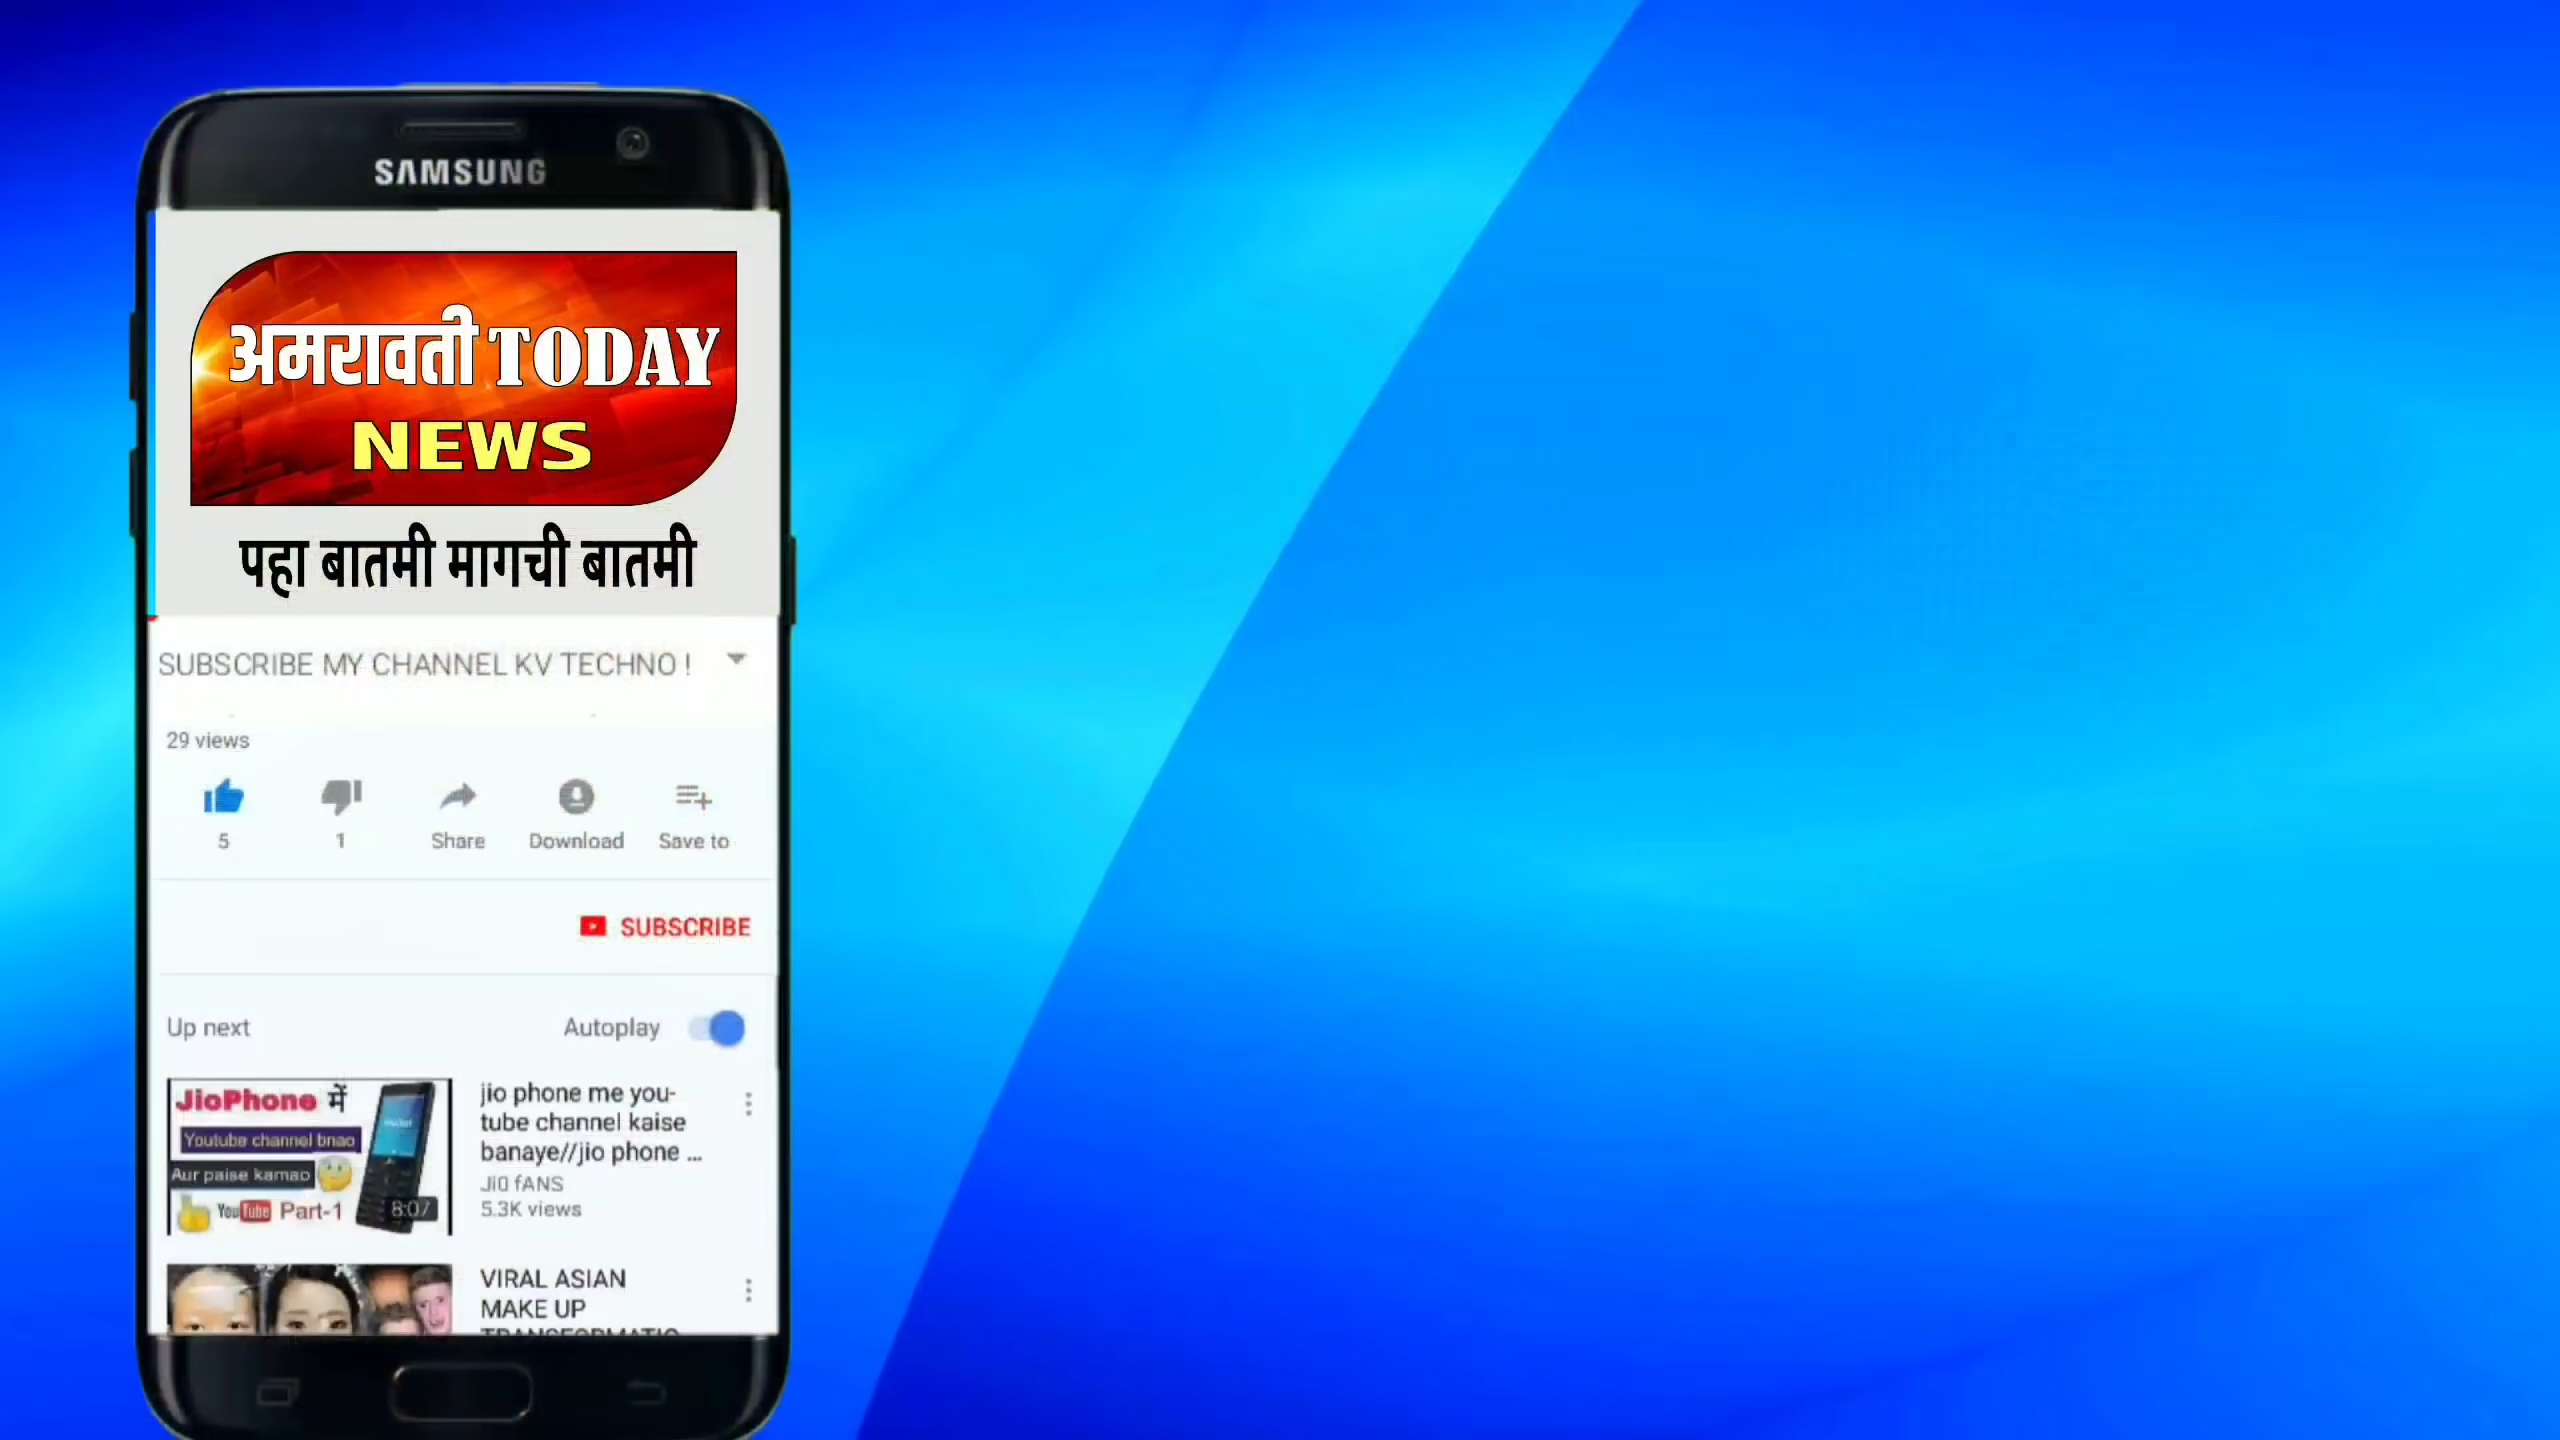 SAMSUNG
अमरावती TODAY
NEWS
पहा बातमी मागची बातमी
SUBSCRIBE MY CHANNEL KV TECHNO !
29 views
5
1
Share
Download
Save to
SUBSCRIBE
Up next
Autoplay
JioPhone में
Youtube channel bnao
Aur paise kamao
YouTube Part-1
8:07
jio phone me you-
tube channel kaise
banaye//jio phone ...
Ji0 fANS
5.3K views
VIRAL ASIAN
MAKE UP